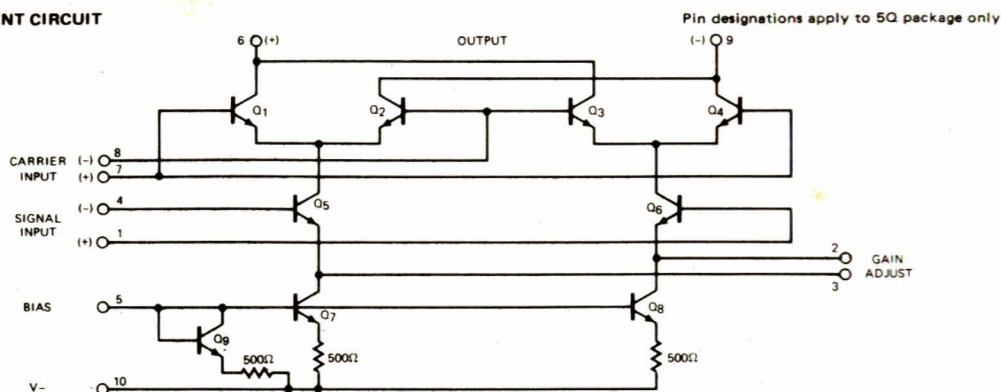 NT CIRCUIT
Pin designations apply to 5Q package only
6 (+)
OUTPUT
(-) 9
Q1
Q2
Q3
Q4
CARRIER INPUT
(-) 8
(+) 7
Q5
Q6
SIGNAL INPUT
(-) 4
(+) 1
2
GAIN ADJUST
3
BIAS
5
Q7
Q8
Q9
500Ω
500Ω
500Ω
V-
10